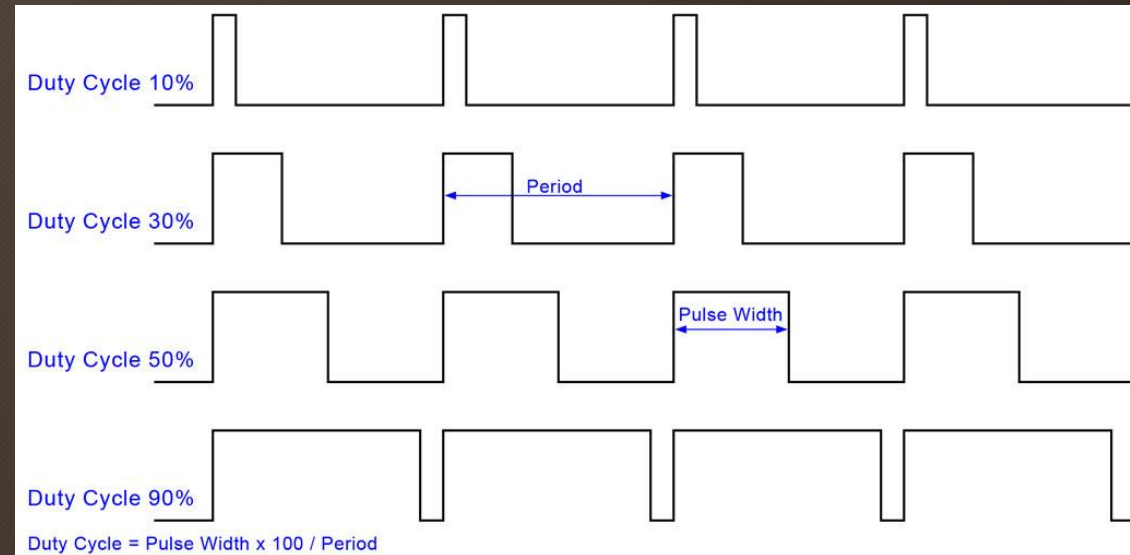 Duty Cycle 10%
Period
Duty Cycle 30%
Pulse Width
Duty Cycle 50%
Duty Cycle 90%
Duty Cycle = Pulse Width x 100 / Period